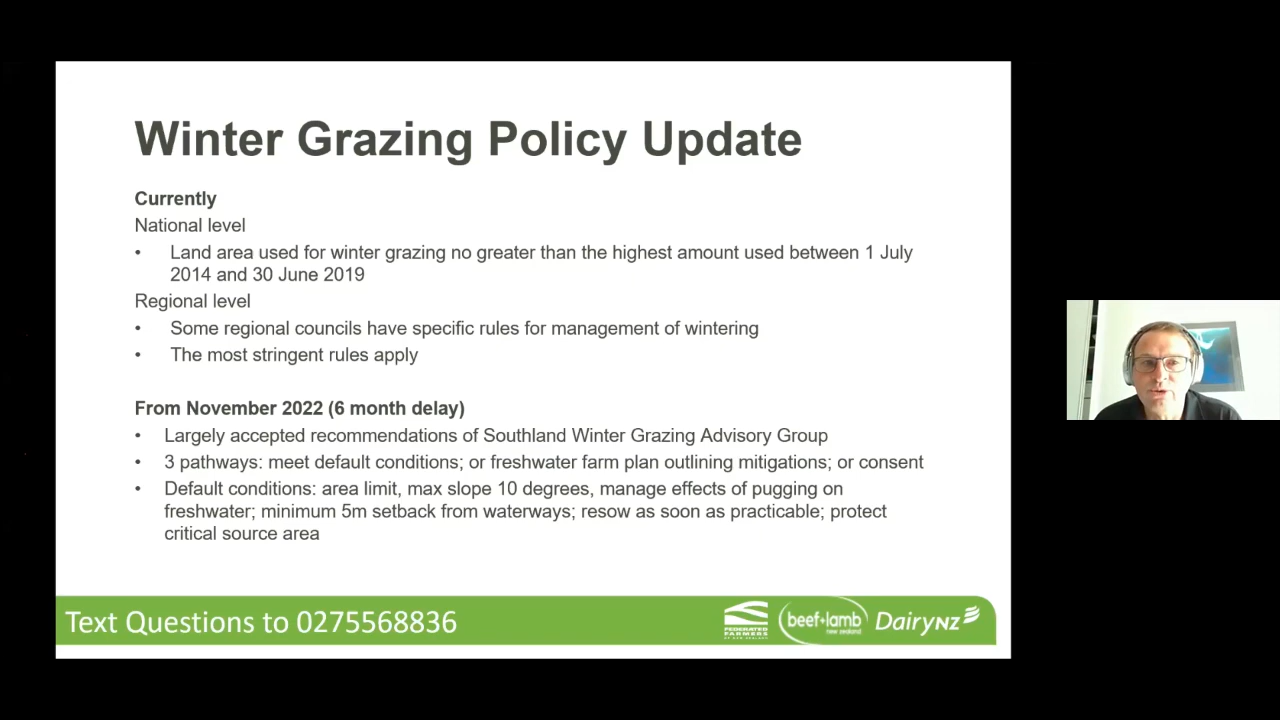 Winter Grazing Policy Update
Currently
National level
• Land area used for winter grazing no greater than the highest amount used between 1 July
2014 and 30 June 2019
Regional level
• Some regional councils have specific rules for management of wintering
• The most stringent rules apply
From November 2022 (6 month delay)
• Largely accepted recommendations of Southland Winter Grazing Advisory Group
• 3 pathways: meet default conditions; or freshwater farm plan outlining mitigations; or consent
• Default conditions: area limit, max slope 10 degrees, manage effects of pugging on
freshwater; minimum 5m setback from waterways; resow as soon as practicable; protect
critical source area
Text Questions to 0275568836
FEDERATED
FARMERS
OF NEW ZEALAND
beef+lamb
new zealand
DairyNZ